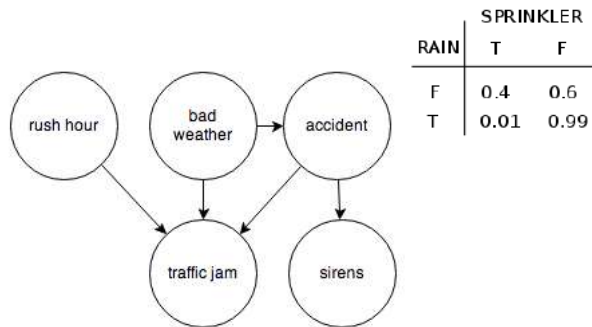 SPRINKLER
RAIN T F
F 0.4 0.6
T 0.01 0.99
rush hour
bad
weather
accident
traffic jam
sirens